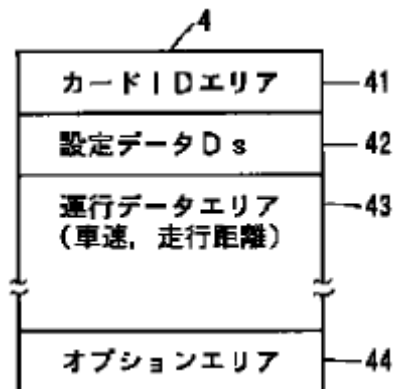 4
カードIDエリア 41
設定データDs 42
運行データエリア 43
(車速, 走行距離)
オプションエリア 44